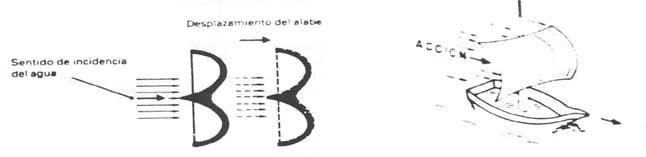 Desplazamiento del alabe
Sentido de incidencia
del agua
ACCION